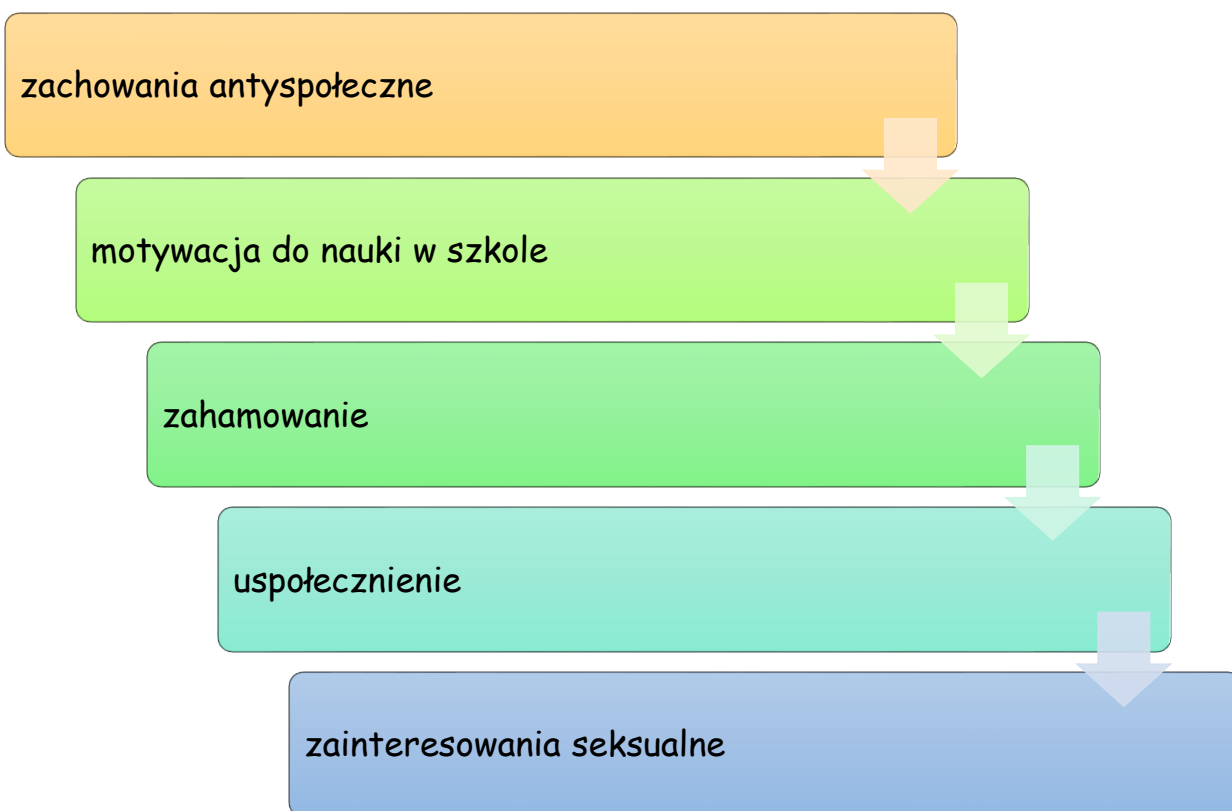 zachowania antyspołeczne
motywacja do nauki w szkole
zahamowanie
uspołecznienie
zainteresowania seksualne